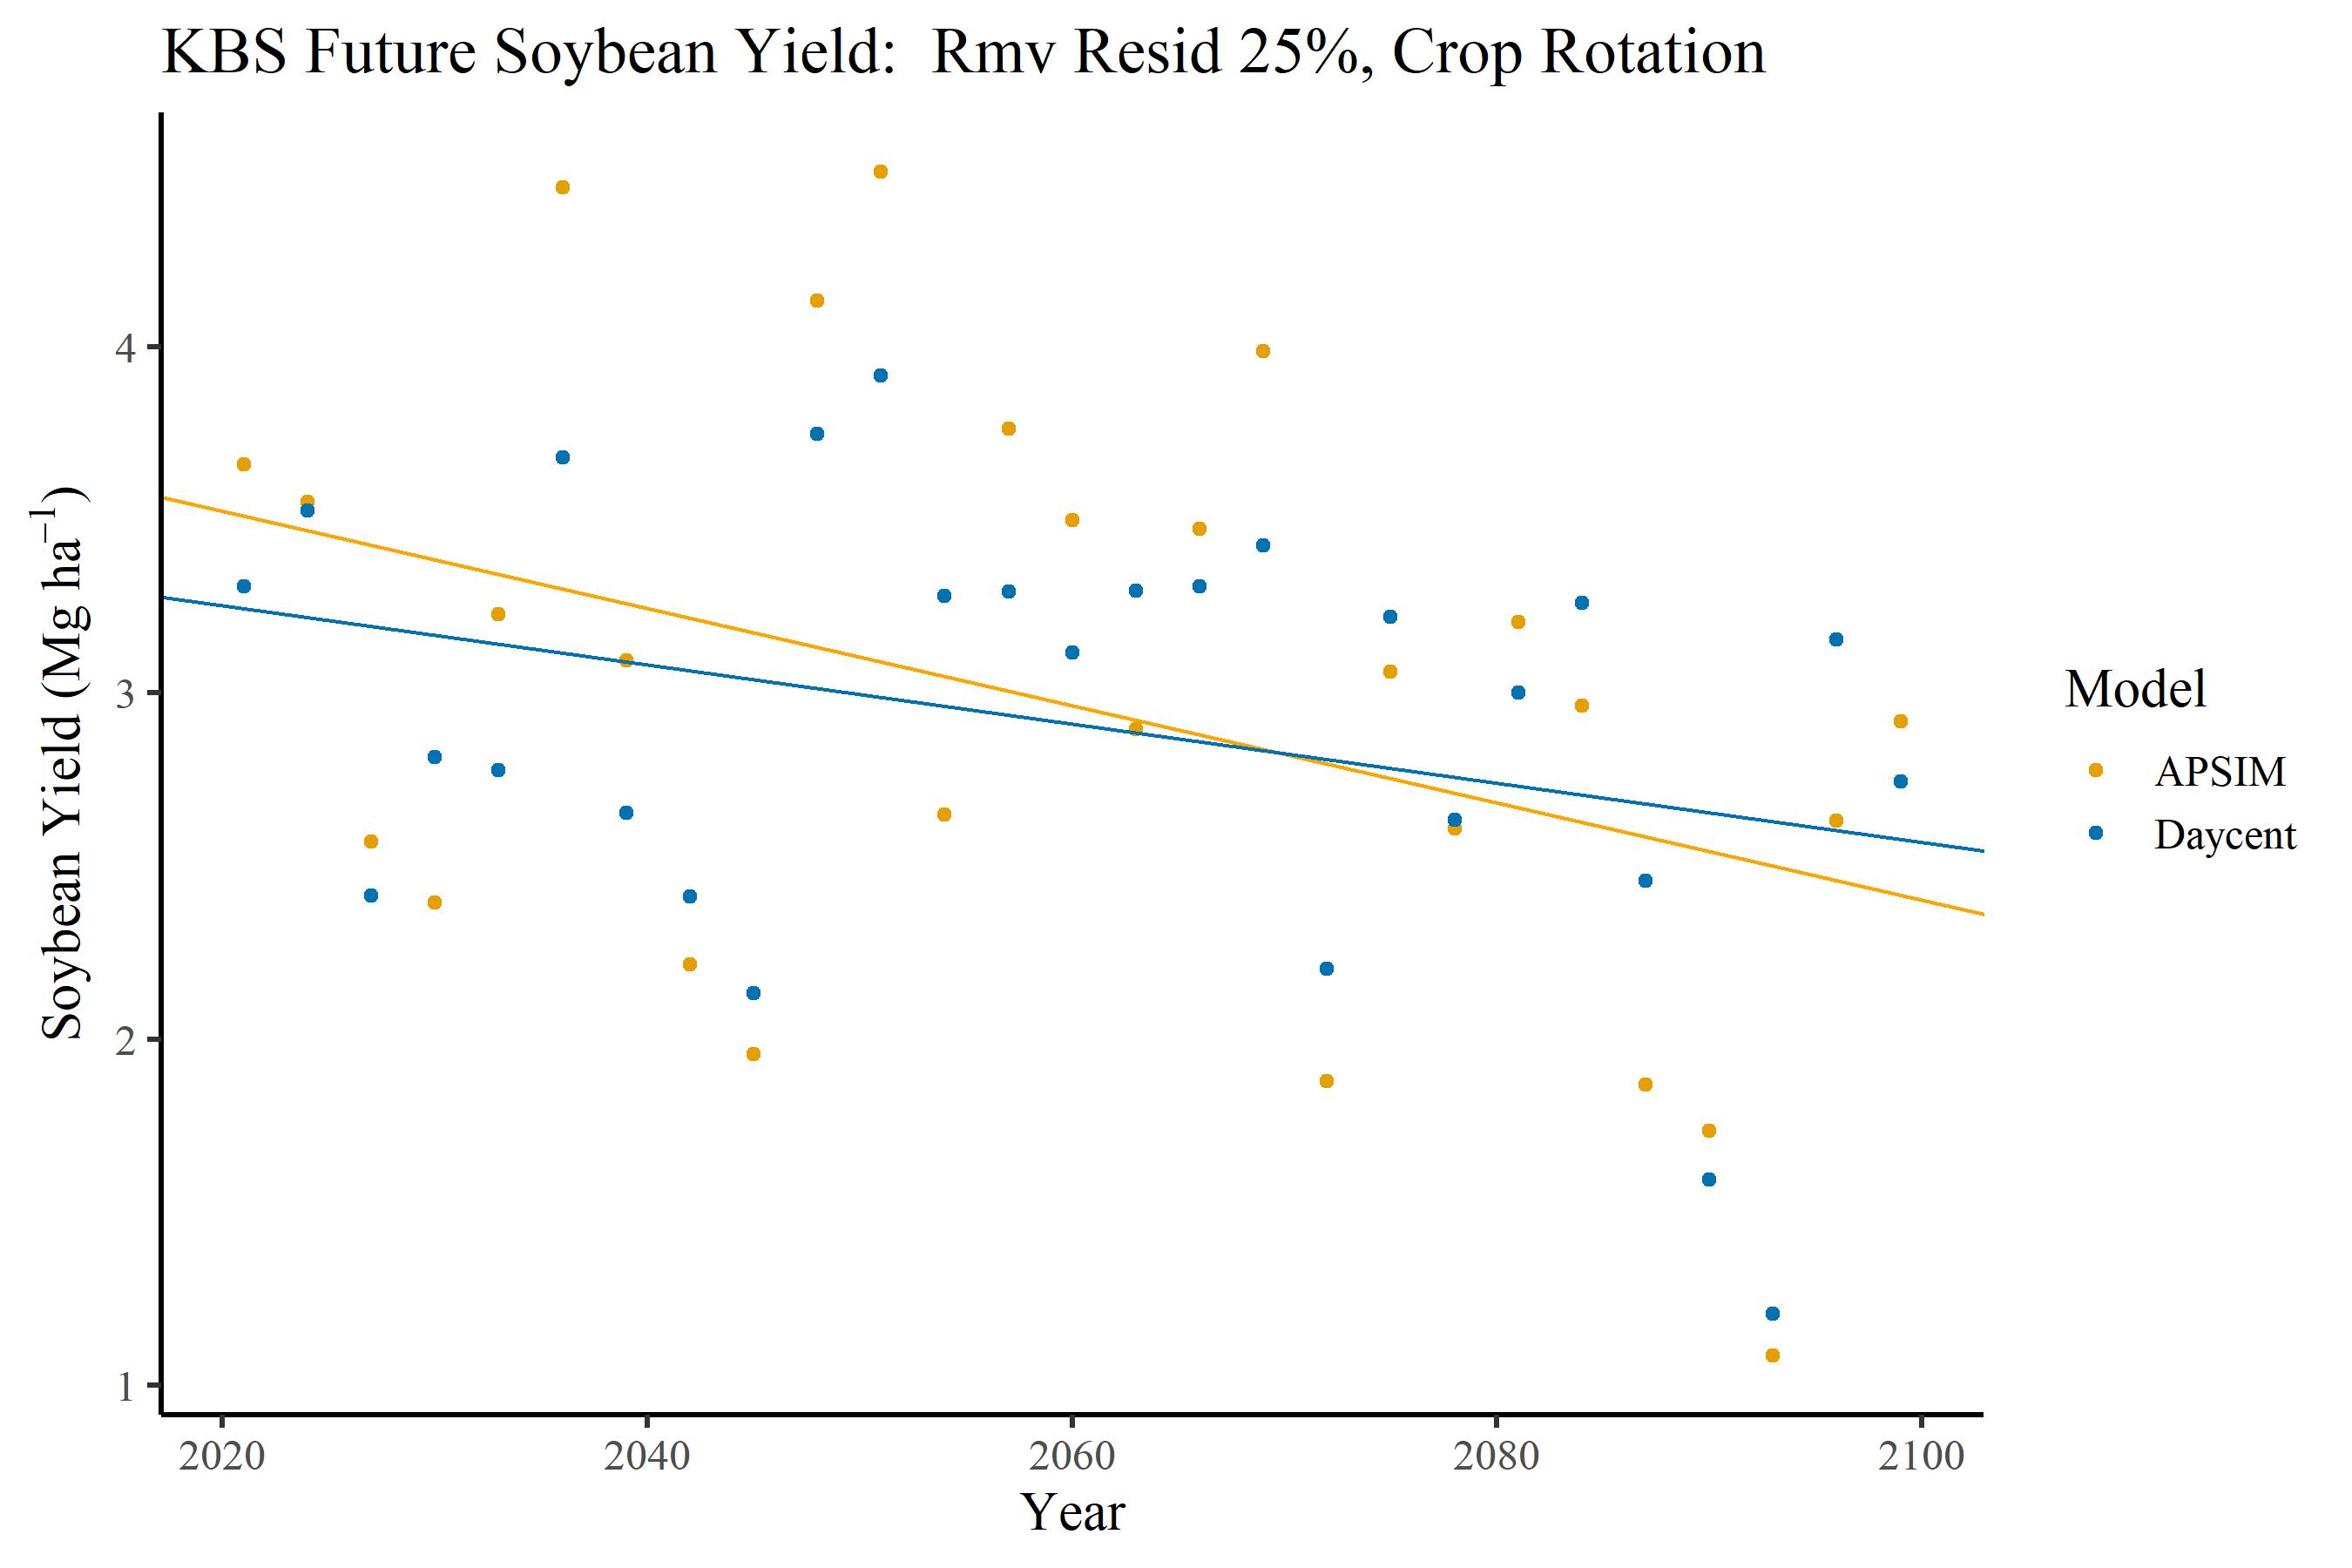 KBS Future Soybean Yield:  Rmv Resid 25%, Crop Rotation
Soybean Yield (Mg ha⁻¹)
4
3
2
1
2020 2040 2060 2080 2100
Year
Model
APSIM
Daycent